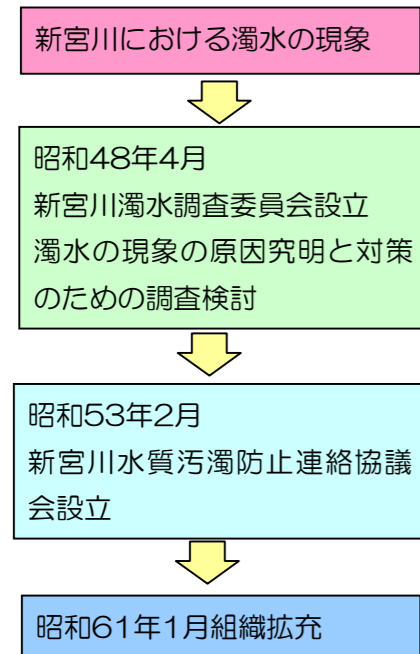 新宮川における濁水の現象
昭和48年4月
新宮川濁水調査委員会設立
濁水の現象の原因究明と対策
のための調査検討
昭和53年2月
新宮川水質汚濁防止連絡協議
会設立
昭和61年1月組織拡充